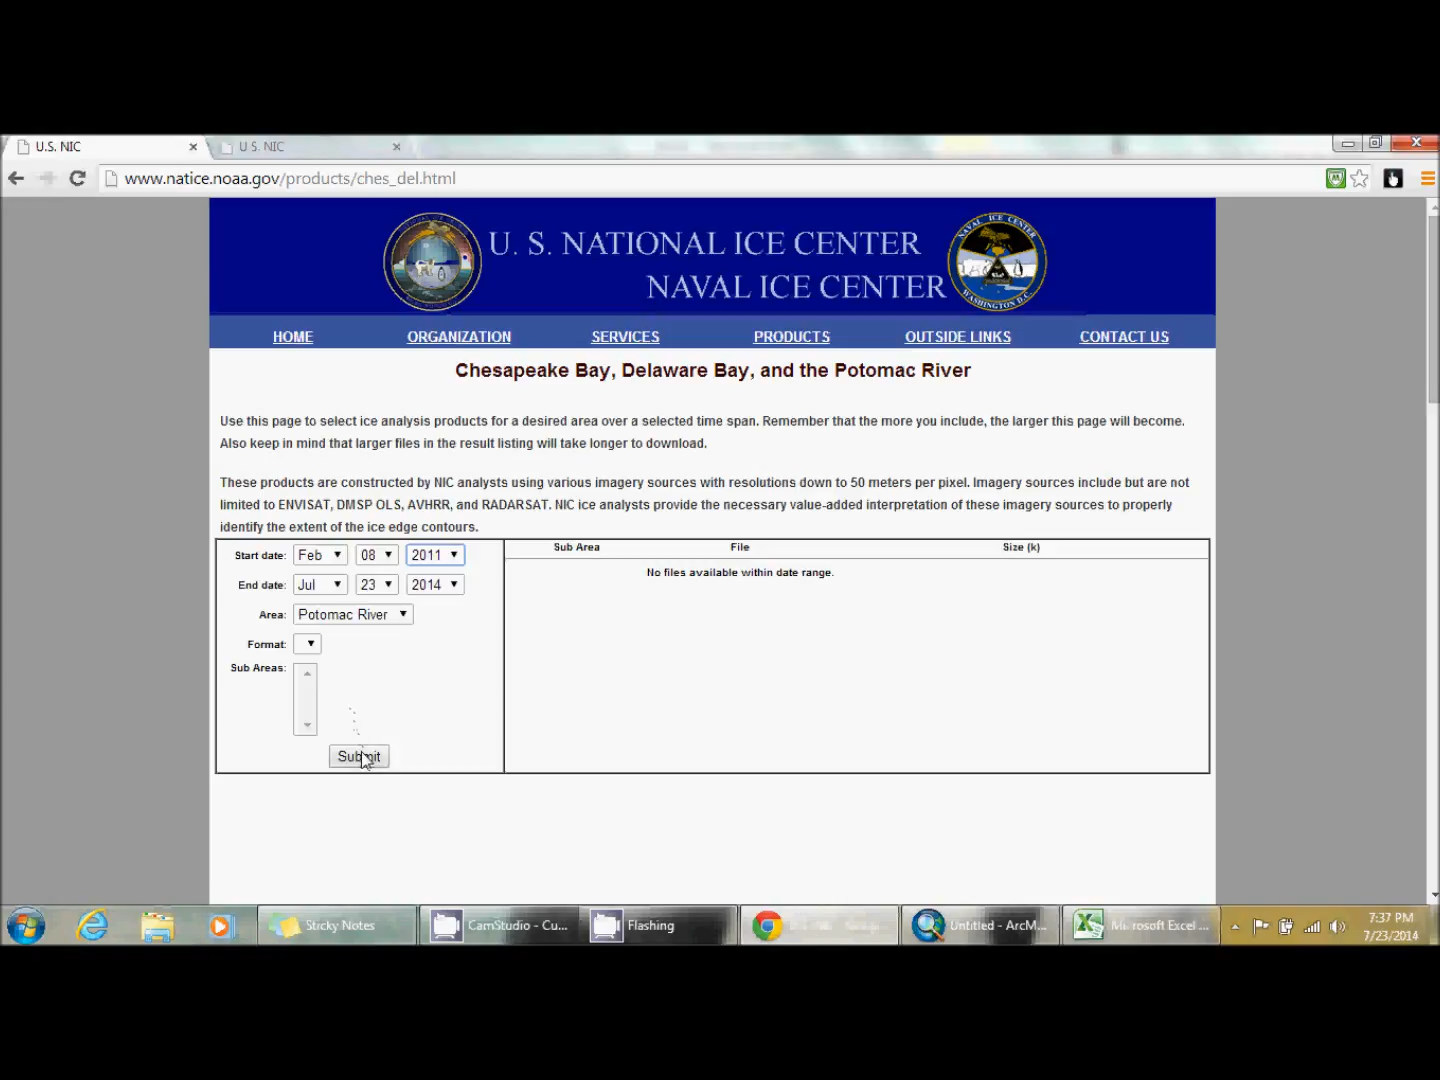 U.S. NIC
U S. NIC
www.natice.noaa.gov/products/ches_del.html
U. S. NATIONAL ICE CENTER
NAVAL ICE CENTER
NAVAL ICE CENTER
WASHINGTON D.C.
HOME ORGANIZATION SERVICES PRODUCTS OUTSIDE LINKS CONTACT US
Chesapeake Bay, Delaware Bay, and the Potomac River
Use this page to select ice analysis products for a desired area over a selected time span. Remember that the more you include, the larger this page will become.
Also keep in mind that larger files in the result listing will take longer to download.
These products are constructed by NIC analysts using various imagery sources with resolutions down to 50 meters per pixel. Imagery sources include but are not
limited to ENVISAT, DMSP OLS, AVHRR, and RADARSAT. NIC ice analysts provide the necessary value-added interpretation of these imagery sources to properly
identify the extent of the ice edge contours.
Start date: Feb 08 2011
End date: Jul 23 2014
Area: Potomac River
Format:
Sub Areas:
Submit
Sub Area File Size (k)
No files available within date range.
Sticky Notes CamStudio - Cu... Flashing Untitled - ArcM... Microsoft Excel ...
7:37 PM
7/23/2014